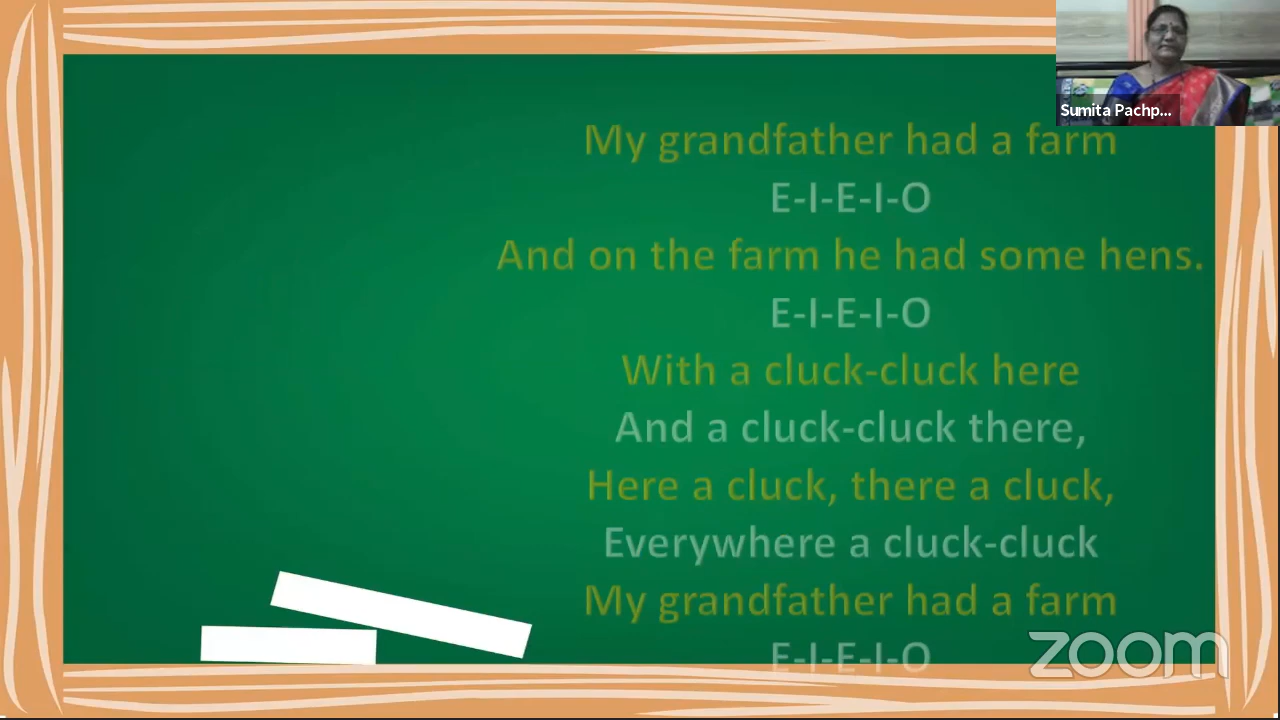 Sumita Pachp...
My grandfather had a farm
E-I-E-I-O
And on the farm he had some hens.
E-I-E-I-O
With a cluck-cluck here
And a cluck-cluck there,
Here a cluck, there a cluck,
Everywhere a cluck-cluck
My grandfather had a farm
E-I-E-I-O
zoom